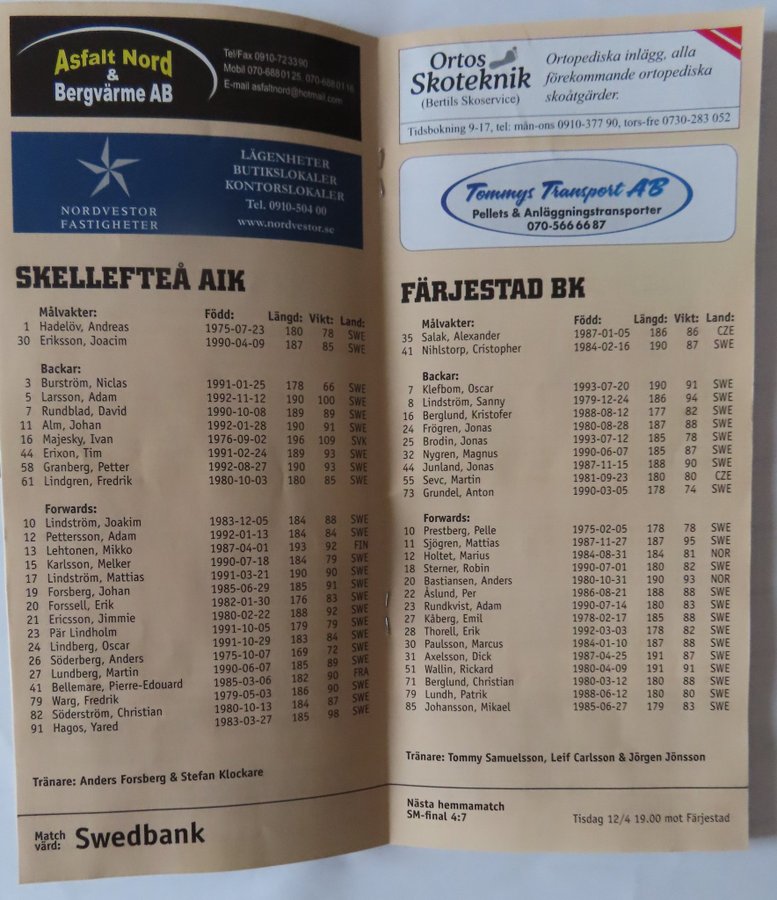 Asfalt Nord
&
Bergvärme AB
Tel/Fax 0910-723390
Mobil 070-6880125, 070-6880116
E-mail asfaltnord@hotmail.com
NORDVESTOR
FASTIGHETER
LÄGENHETER
BUTIKSLOKALER
KONTORSLOKALER
Tel. 0910-504 00
www.nordvestor.se
SKELLEFTEÅ AIK
Målvakter: Född: Längd: Vikt: Land:
1 Hadelöv, Andreas 1975-07-23 180 78 SWE
30 Eriksson, Joacim 1990-04-09 187 85 SWE
Backar:
3 Burström, Niclas 1991-01-25 178 66 SWE
5 Larsson, Adam 1992-11-12 190 100 SWE
7 Rundblad, David 1990-10-08 189 89 SWE
11 Alm, Johan 1992-01-28 190 91 SWE
16 Majesky, Ivan 1976-09-02 196 109 SVK
44 Erixon, Tim 1991-02-24 189 93 SWE
58 Granberg, Petter 1992-08-27 190 93 SWE
61 Lindgren, Fredrik 1980-10-03 180 85 SWE
Forwards:
10 Lindström, Joakim 1983-12-05 184 88 SWE
12 Pettersson, Adam 1992-01-13 184 84 SWE
13 Lehtonen, Mikko 1987-04-01 193 92 FIN
15 Karlsson, Melker 1990-07-18 184 79 SWE
17 Lindström, Mattias 1991-03-21 190 90 SWE
19 Forsberg, Johan 1985-06-29 185 91 SWE
20 Forssell, Erik 1982-01-30 176 83 SWE
21 Ericsson, Jimmie 1980-02-22 188 92 SWE
23 Pär Lindholm 1991-10-05 179 79 SWE
24 Lindberg, Oscar 1991-10-29 183 84 SWE
26 Söderberg, Anders 1975-10-07 169 72 SWE
27 Lundberg, Martin 1990-06-07 185 89 SWE
41 Bellemare, Pierre-Edouard 1985-03-06 182 90 FRA
79 Warg, Fredrik 1979-05-03 186 90 SWE
82 Söderström, Christian 1980-10-13 184 87 SWE
91 Hagos, Yared 1983-03-27 185 98 SWE
Tränare: Anders Forsberg & Stefan Klockare
Match
värd: Swedbank
Ortos
Skoteknik
(Bertils Skoservice)
Ortopediska inlägg, alla
förekommande ortopediska
skoåtgärder.
Tidsbokning 9-17, tel: mån-ons 0910-377 90, tors-fre 0730-283 052
Tommys Transport AB
Pellets & Anläggningstransporter
070-566 66 87
FÄRJESTAD BK
Målvakter: Född: Längd: Vikt: Land:
35 Salak, Alexander 1987-01-05 186 86 CZE
41 Nihlstorp, Cristopher 1984-02-16 190 87 SWE
Backar:
7 Klefbom, Oscar 1993-07-20 190 91 SWE
8 Lindström, Sanny 1979-12-24 186 94 SWE
16 Berglund, Kristofer 1988-08-12 177 82 SWE
24 Frögren, Jonas 1980-08-28 187 88 SWE
25 Brodin, Jonas 1993-07-12 185 78 SWE
32 Nygren, Magnus 1990-06-07 185 87 SWE
44 Junland, Jonas 1987-11-15 188 90 SWE
55 Sevc, Martin 1981-09-23 180 80 CZE
73 Grundel, Anton 1990-03-05 178 74 SWE
Forwards:
10 Prestberg, Pelle 1975-02-05 178 78 SWE
11 Sjögren, Mattias 1987-11-27 187 95 SWE
12 Holtet, Marius 1984-08-31 184 81 NOR
18 Sterner, Robin 1990-07-01 180 82 SWE
20 Bastiansen, Anders 1980-10-31 190 93 NOR
22 Åslund, Per 1986-08-21 188 88 SWE
23 Rundkvist, Adam 1990-07-14 180 83 SWE
27 Kåberg, Emil 1978-02-17 185 88 SWE
28 Thorell, Erik 1992-03-03 178 82 SWE
30 Paulsson, Marcus 1984-01-10 187 88 SWE
31 Axelsson, Dick 1987-04-25 191 87 SWE
51 Wallin, Rickard 1980-04-09 191 91 SWE
71 Berglund, Christian 1980-03-12 180 88 SWE
79 Lundh, Patrik 1988-06-12 180 80 SWE
85 Johansson, Mikael 1985-06-27 179 83 SWE
Tränare: Tommy Samuelsson, Leif Carlsson & Jörgen Jönsson
Nästa hemmamatch
SM-final 4:7 Tisdag 12/4 19.00 mot Färjestad